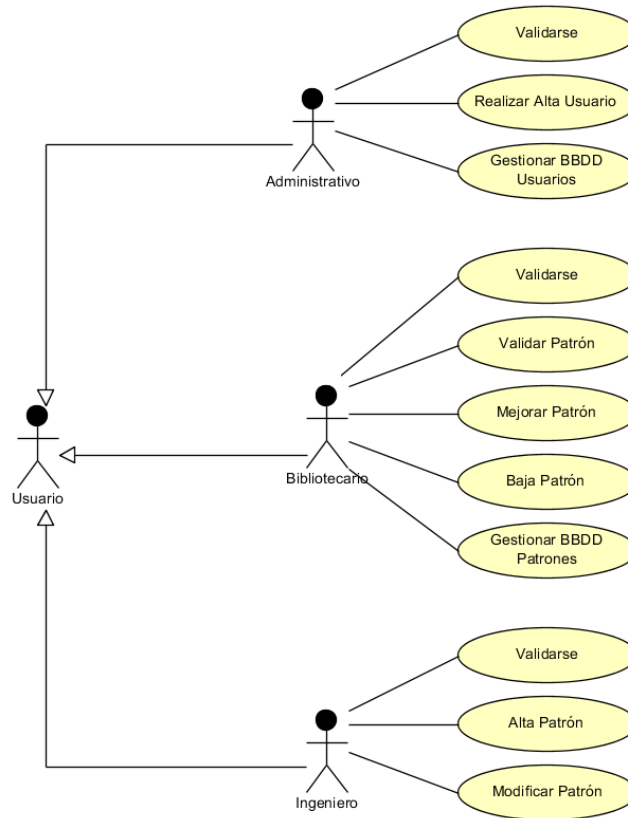 Validarse
Realizar Alta Usuario
Gestionar BBDD
Usuarios
Administrativo
Validarse
Validar Patrón
Mejorar Patrón
Baja Patrón
Gestionar BBDD
Patrones
Bibliotecario
Usuario
Validarse
Alta Patrón
Modificar Patrón
Ingeniero